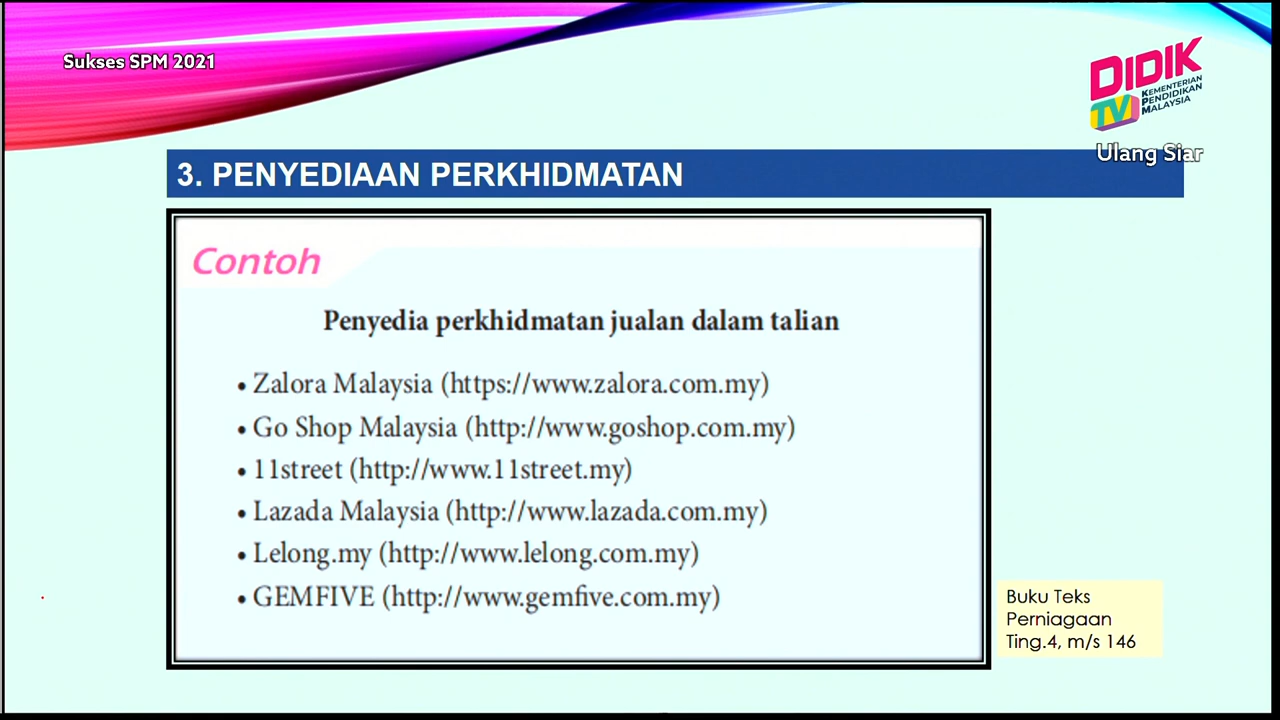 Sukses SPM 2021
DIDIK
TV
KEMENTERIAN
PENDIDIKAN
MALAYSIA
Ulang Siar
3. PENYEDIAAN PERKHIDMATAN
Contoh
Penyedia perkhidmatan jualan dalam talian
• Zalora Malaysia (https://www.zalora.com.my)
• Go Shop Malaysia (http://www.goshop.com.my)
• 11street (http://www.11street.my)
• Lazada Malaysia (http://www.lazada.com.my)
• Lelong.my (http://www.lelong.com.my)
• GEMFIVE (http://www.gemfive.com.my)
Buku Teks
Perniagaan
Ting.4, m/s 146